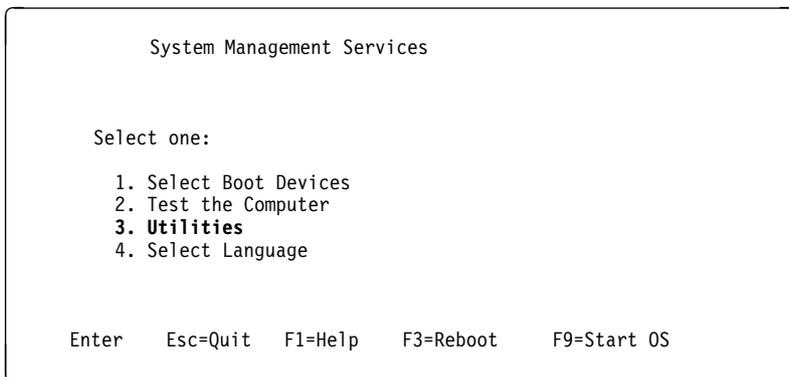 System Management Services
Select one:
1. Select Boot Devices
2. Test the Computer
3. Utilities
4. Select Language
Enter Esc=Quit F1=Help F3=Reboot F9=Start OS